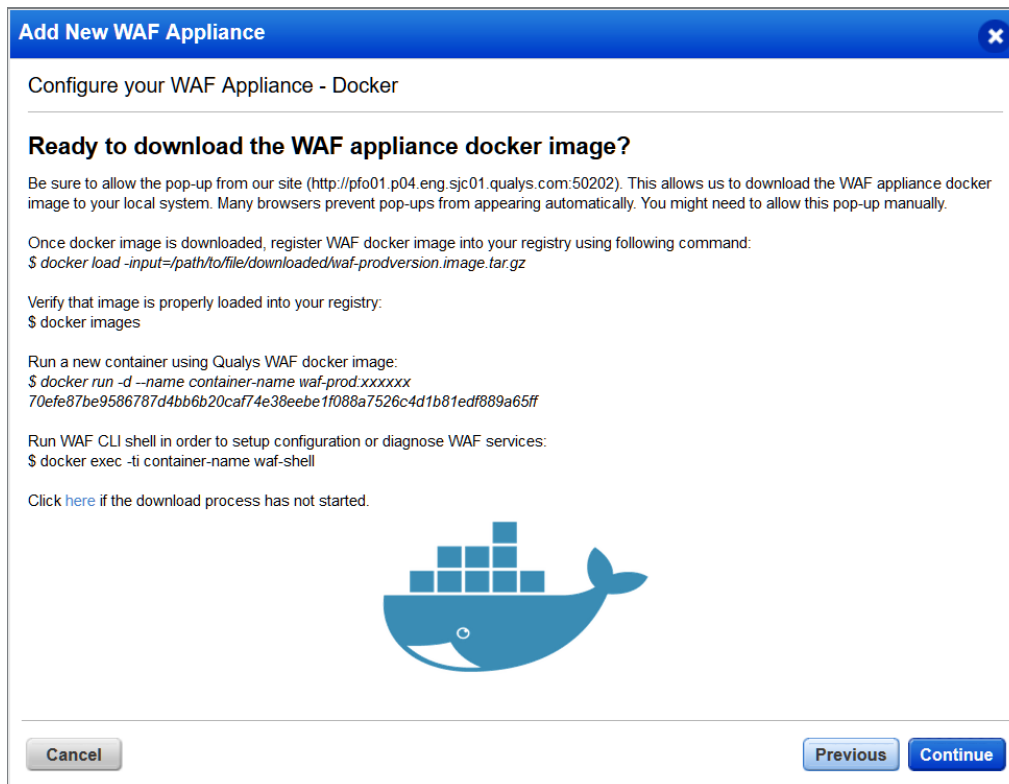 Add New WAF Appliance
Configure your WAF Appliance - Docker
Ready to download the WAF appliance docker image?
Be sure to allow the pop-up from our site (http://pfo01.p04.eng.sjc01.qualys.com:50202). This allows us to download the WAF appliance docker
image to your local system. Many browsers prevent pop-ups from appearing automatically. You might need to allow this pop-up manually.
Once docker image is downloaded, register WAF docker image into your registry using following command:
$ docker load -input=/path/to/file/downloaded/waf-prodversion.image.tar.gz
Verify that image is properly loaded into your registry:
$ docker images
Run a new container using Qualys WAF docker image:
$ docker run -d --name container-name waf-prod:xxxxxx
70efe87be9586787d4bb6b20caf74e38eebe1f088a7526c4d1b81edf889a65ff
Run WAF CLI shell in order to setup configuration or diagnose WAF services:
$ docker exec -ti container-name waf-shell
Click here if the download process has not started.
Cancel
Previous
Continue